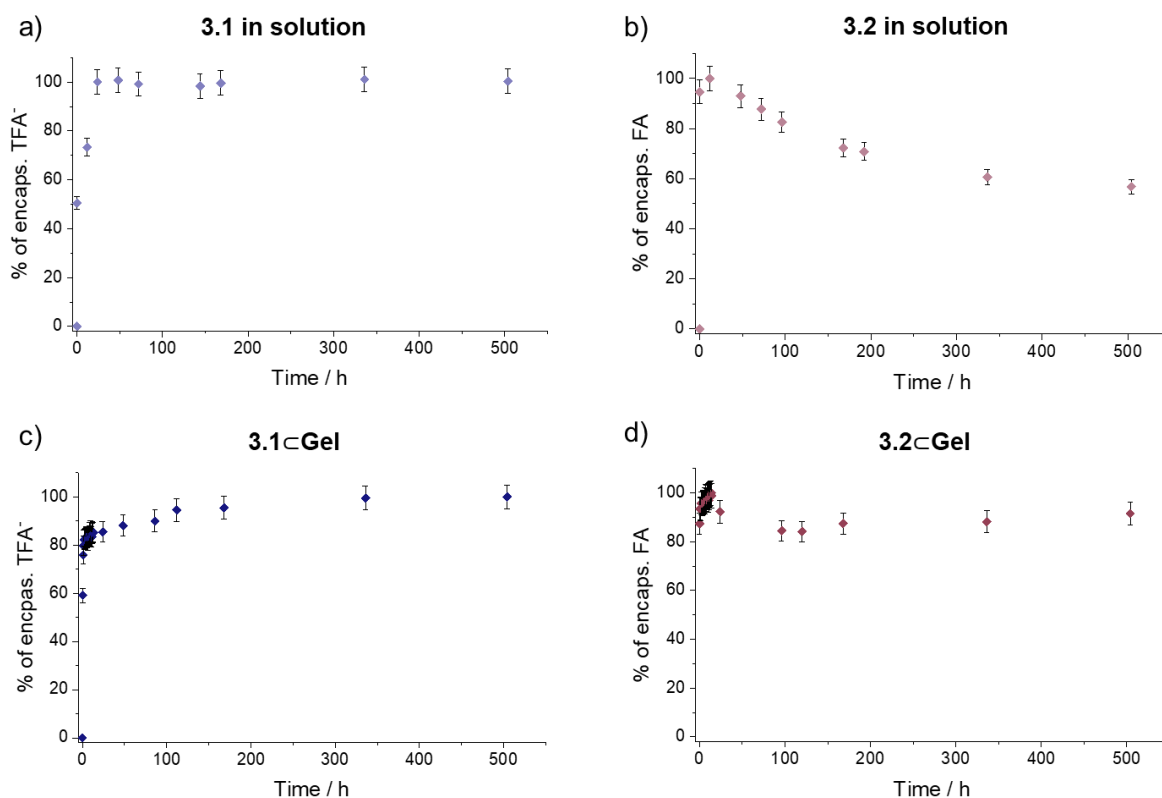 a)
3.1 in solution
% of encaps. TFA-
100
80
60
40
20
0
0 100 200 300 400 500
Time / h
b)
3.2 in solution
% of encaps. FA
100
80
60
40
20
0
0 100 200 300 400 500
Time / h
c)
3.1⊂Gel
% of encpas. TFA-
100
80
60
40
20
0
0 100 200 300 400 500
Time / h
d)
3.2⊂Gel
% of encaps. FA
100
80
60
40
20
0
0 100 200 300 400 500
Time / h